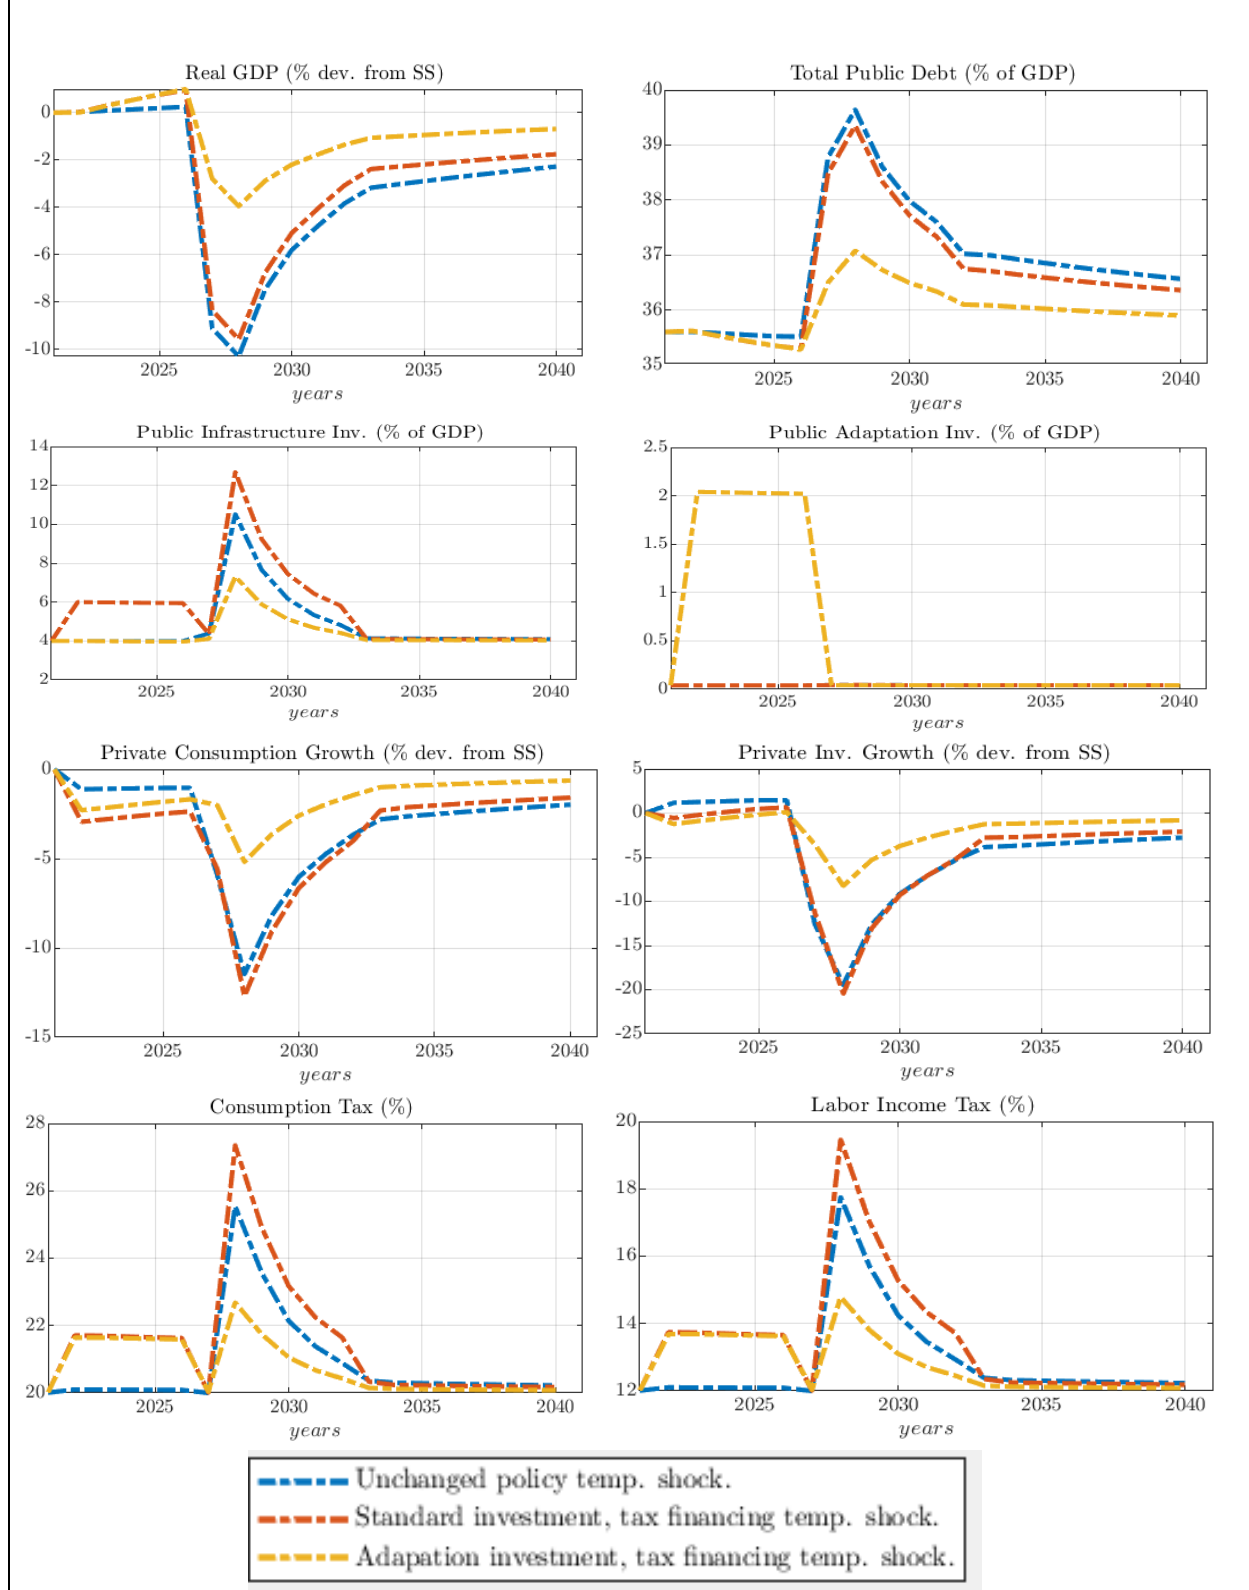 Real GDP (% dev. from SS)
0
-2
-4
-6
-8
-10
2025 2030 2035 2040
years
Total Public Debt (% of GDP)
40
39
38
37
36
35
2025 2030 2035 2040
years
Public Infrastructure Inv. (% of GDP)
14
12
10
8
6
4
2
2025 2030 2035 2040
years
Public Adaptation Inv. (% of GDP)
2.5
2
1.5
1
0.5
0
2025 2030 2035 2040
years
Private Consumption Growth (% dev. from SS)
0
-5
-10
-15
2025 2030 2035 2040
years
Private Inv. Growth (% dev. from SS)
5
0
-5
-10
-15
-20
-25
2025 2030 2035 2040
years
Consumption Tax (%)
28
26
24
22
20
2025 2030 2035 2040
years
Labor Income Tax (%)
20
18
16
14
12
2025 2030 2035 2040
years
Unchanged policy temp. shock.
Standard investment, tax financing temp. shock.
Adapation investment, tax financing temp. shock.